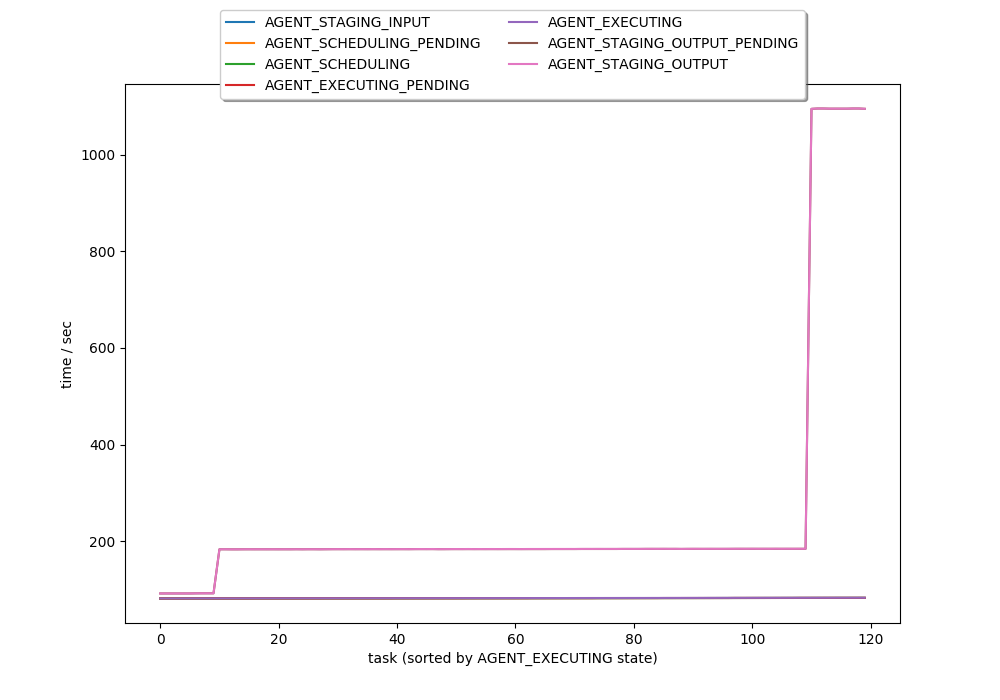 AGENT_STAGING_INPUT
AGENT_SCHEDULING_PENDING
AGENT_SCHEDULING
AGENT_EXECUTING_PENDING
AGENT_EXECUTING
AGENT_STAGING_OUTPUT_PENDING
AGENT_STAGING_OUTPUT
time / sec
1000
800
600
400
200
0
20
40
60
80
100
120
task (sorted by AGENT_EXECUTING state)